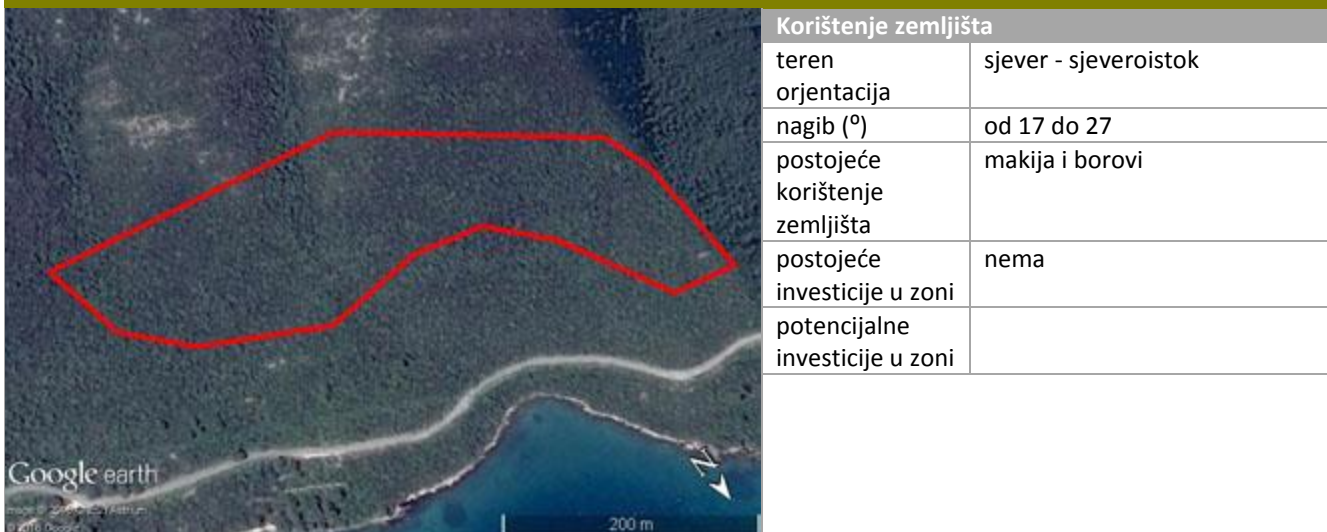 Korištenje zemljišta
teren sjever - sjeveroistok
orjentacija
nagib (⁰) od 17 do 27
postojeće makija i borovi
korištenje
zemljišta
postojeće nema
investicije u zoni
potencijalne
investicije u zoni
N
Google earth
200 m